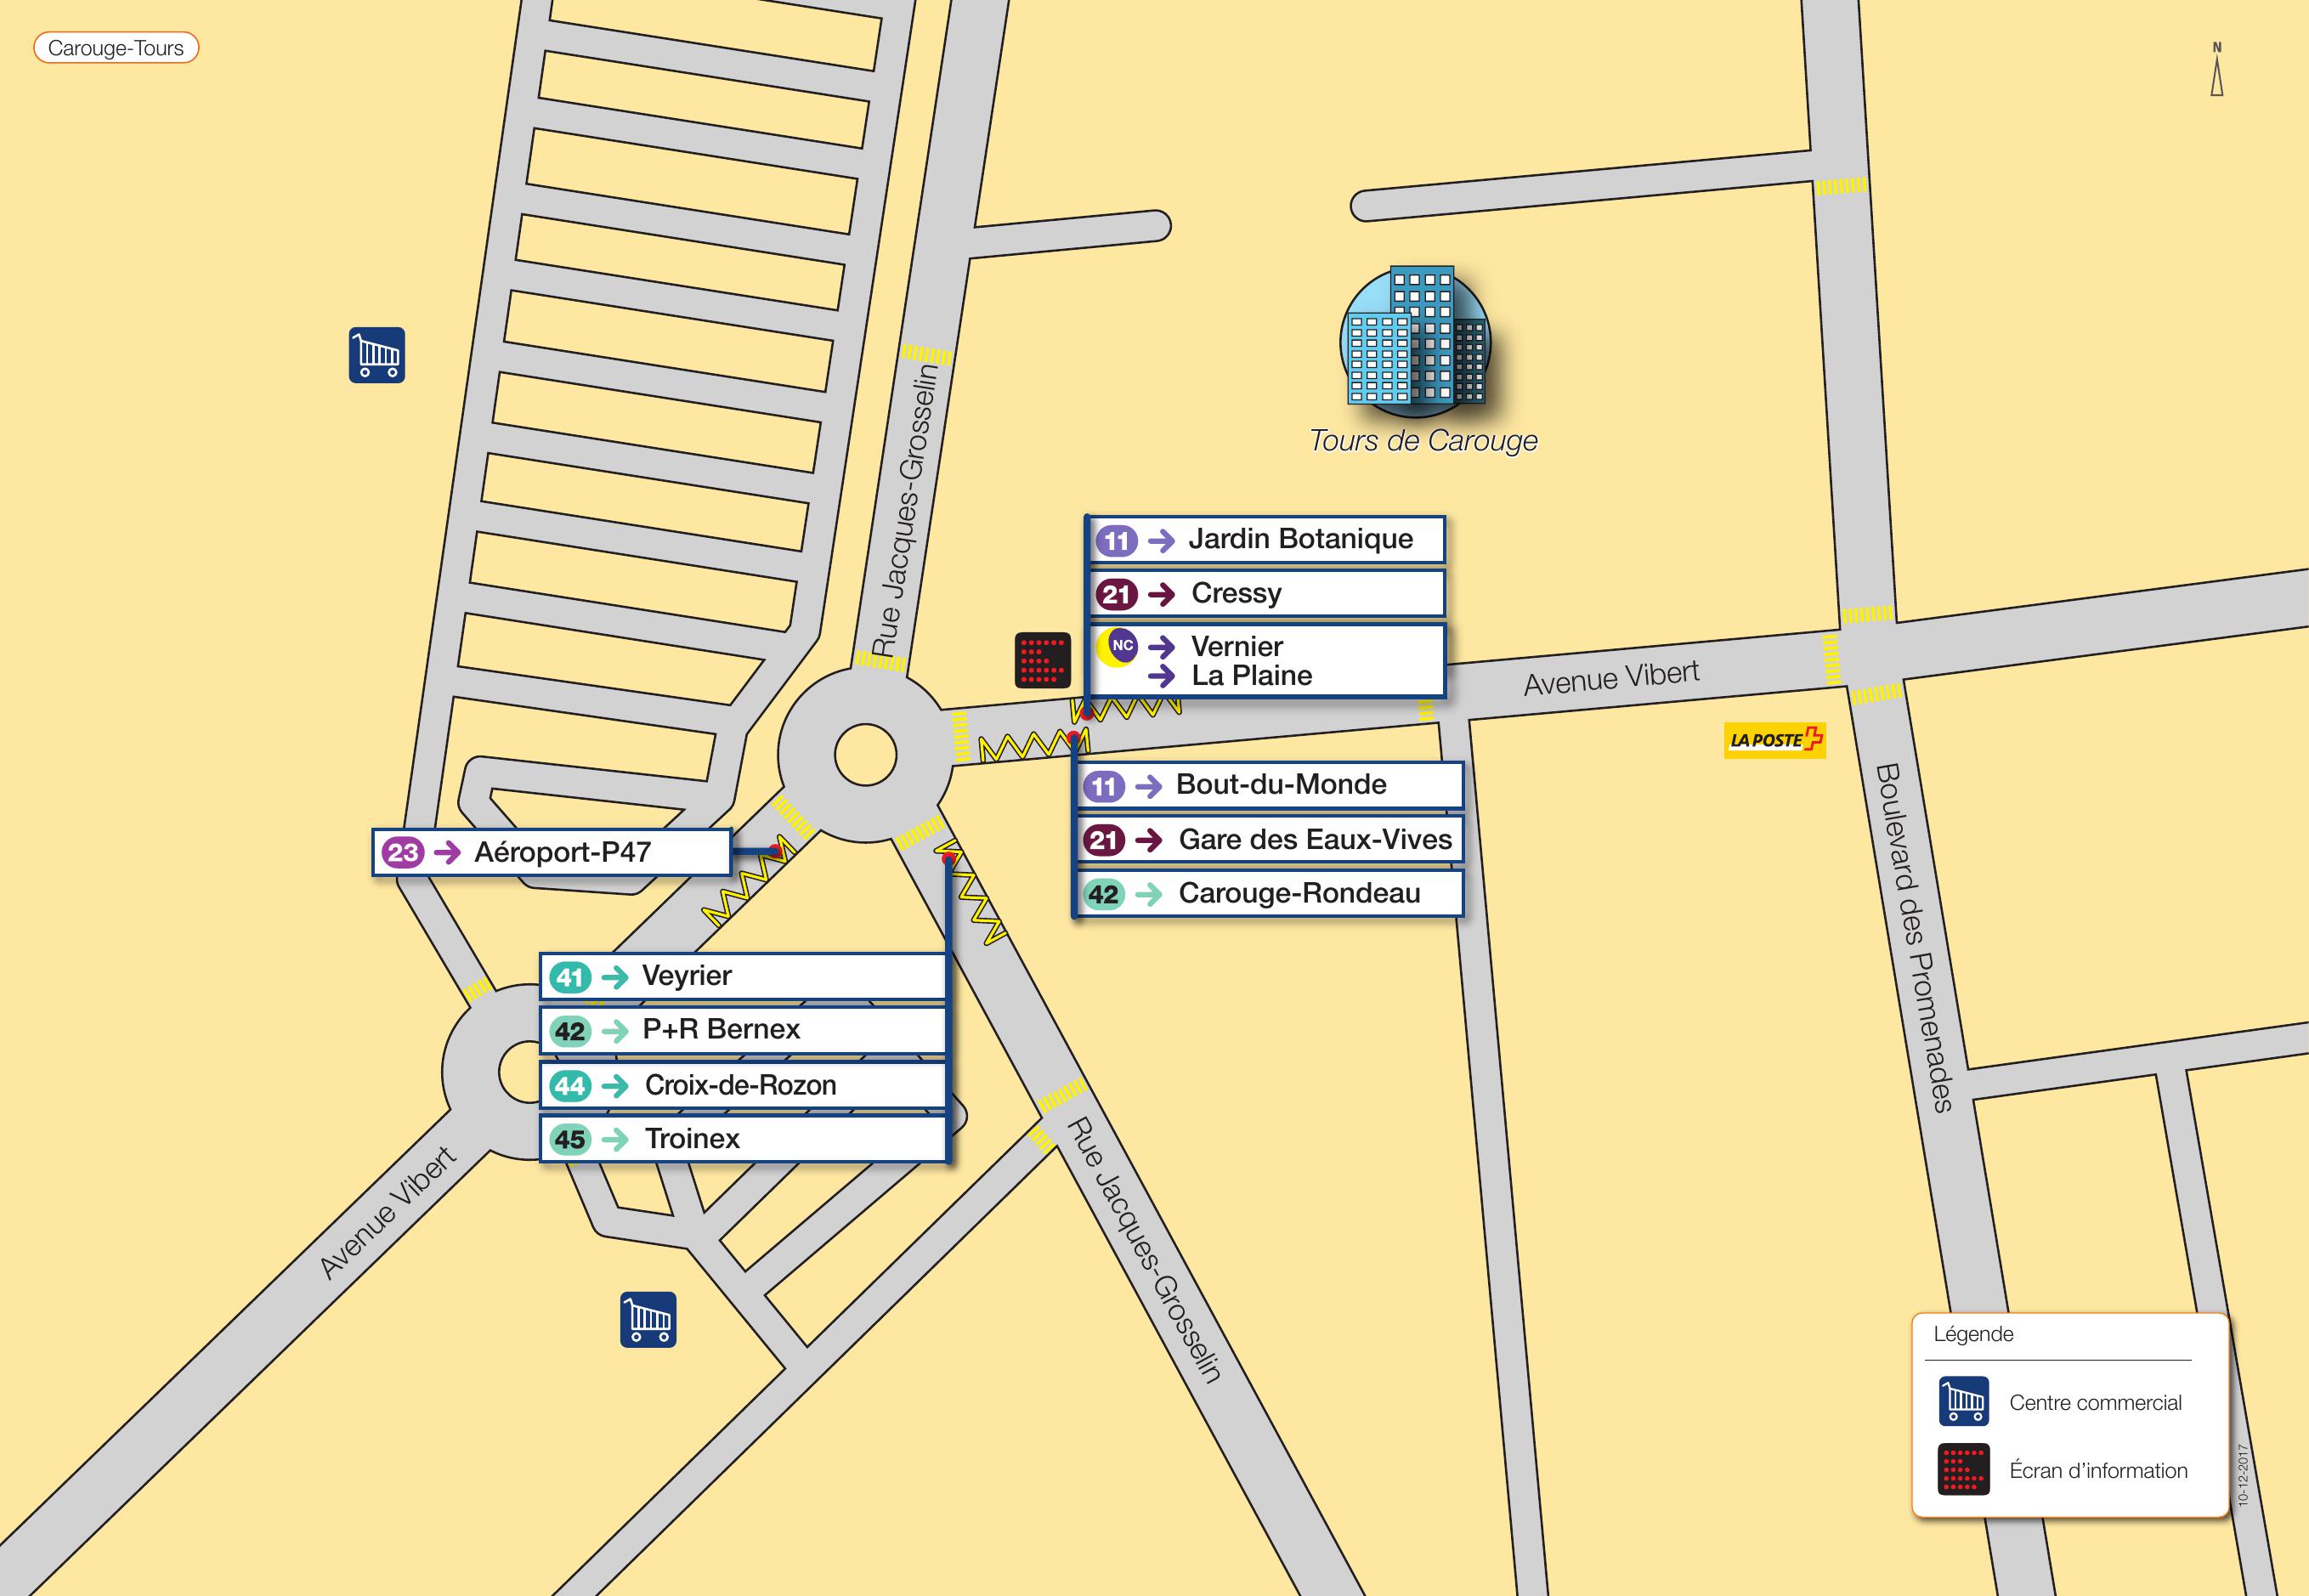 Carouge-Tours
N
Rue Jacques-Grosselin
Tours de Carouge
11 → Jardin Botanique
21 → Cressy
NC → Vernier
→ La Plaine
Avenue Vibert
LA POSTE
11 → Bout-du-Monde
21 → Gare des Eaux-Vives
42 → Carouge-Rondeau
23 → Aéroport-P47
Boulevard des Promenades
41 → Veyrier
42 → P+R Bernex
44 → Croix-de-Rozon
45 → Troinex
Avenue Vibert
Rue Jacques-Grosselin
Légende
Centre commercial
Écran d’information
10-12-2017